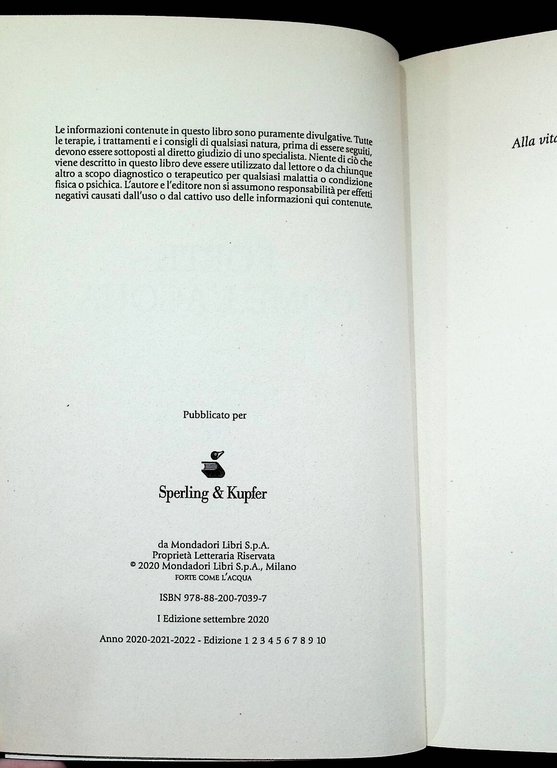 Le informazioni contenute in questo libro sono puramente divulgative. Tutte
le terapie, i trattamenti e i consigli di qualsiasi natura, prima di essere seguiti,
devono essere sottoposti al diretto giudizio di uno specialista. Niente di ciò che
viene descritto in questo libro deve essere utilizzato dal lettore o da chiunque
altro a scopo diagnostico o terapeutico per qualsiasi malattia o condizione
fisica o psichica. L'autore e l'editore non si assumono responsabilità per effetti
negativi causati dall'uso o dal cattivo uso delle informazioni qui contenute.
Pubblicato per
Sperling & Kupfer
da Mondadori Libri S.p.A.
Proprietà Letteraria Riservata
© 2020 Mondadori Libri S.p.A., Milano
FORTE COME L'ACQUA
ISBN 978-88-200-7039-7
I Edizione settembre 2020
Anno 2020-2021-2022 - Edizione 1 2 3 4 5 6 7 8 9 10
Alla vita